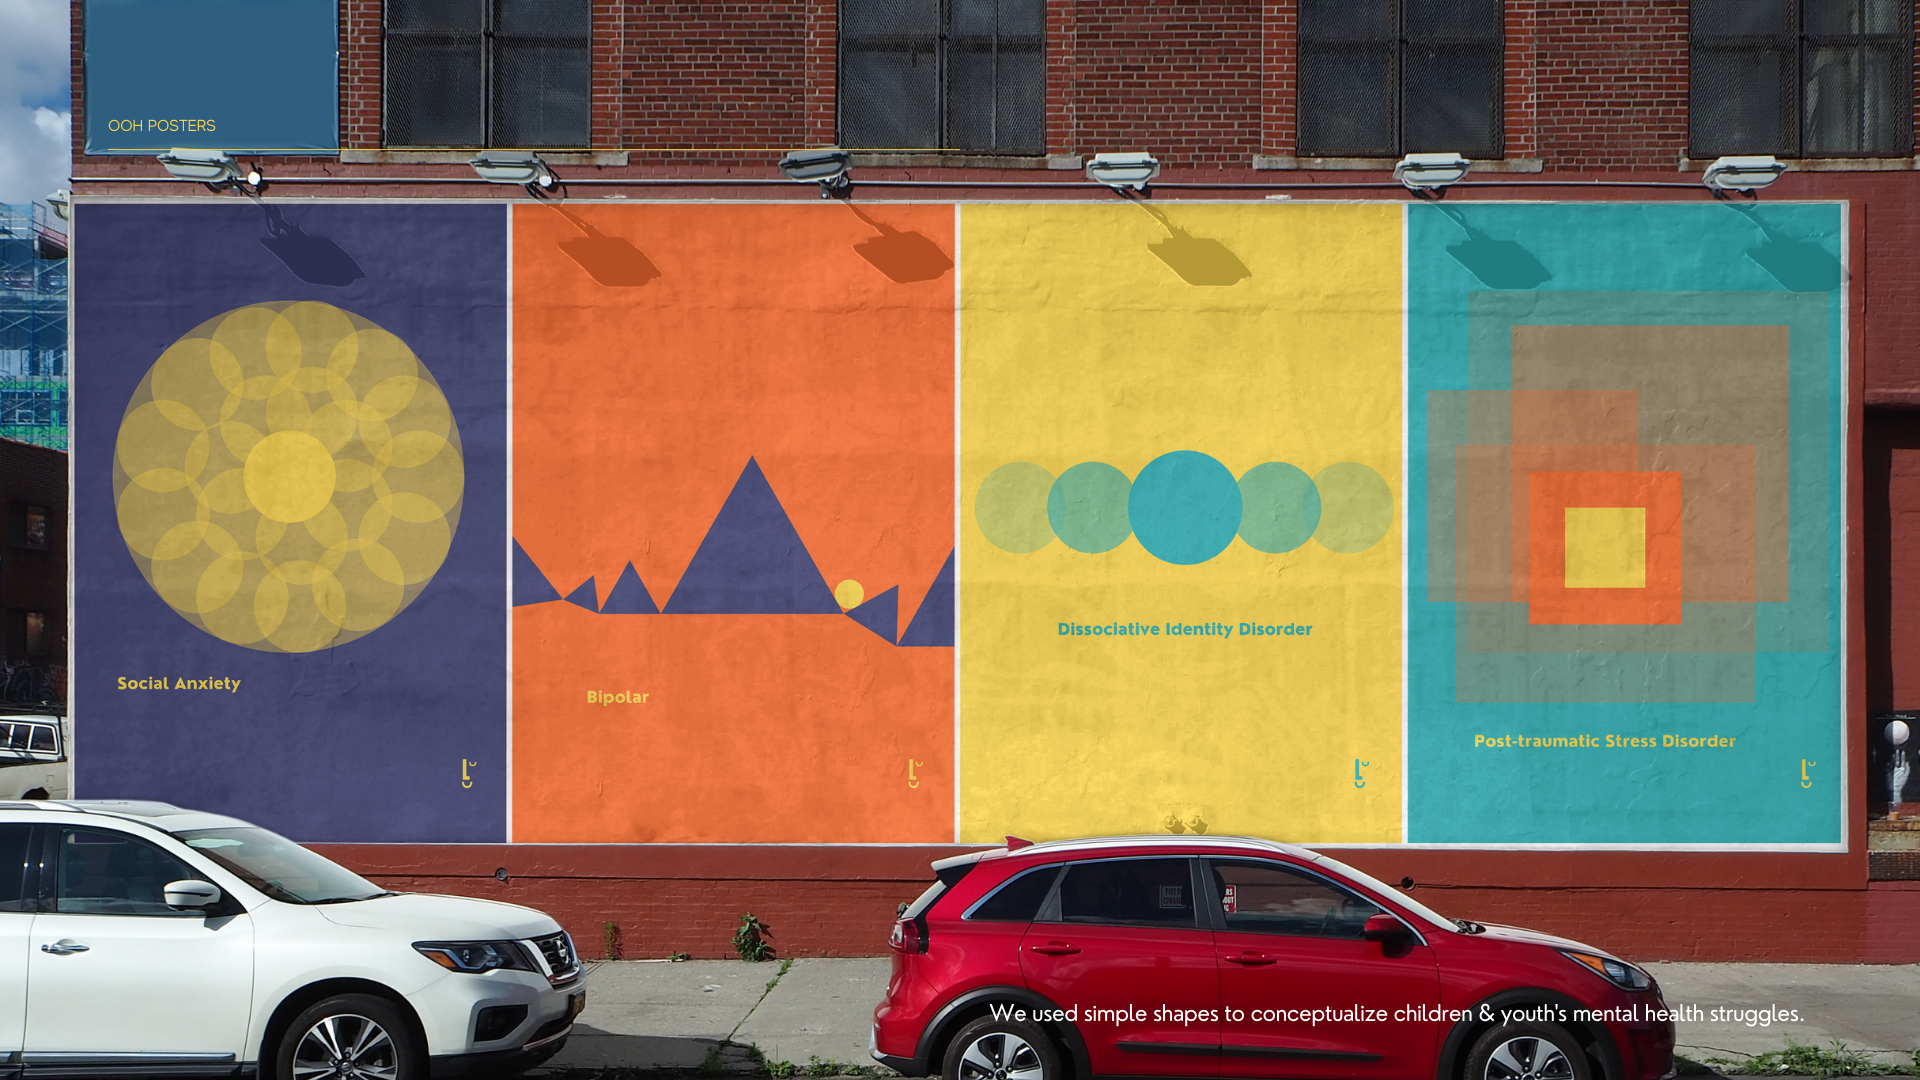 OOH POSTERS
Social Anxiety
Bipolar
Dissociative Identity Disorder
Post-traumatic Stress Disorder
We used simple shapes to conceptualize children & youth's mental health struggles.